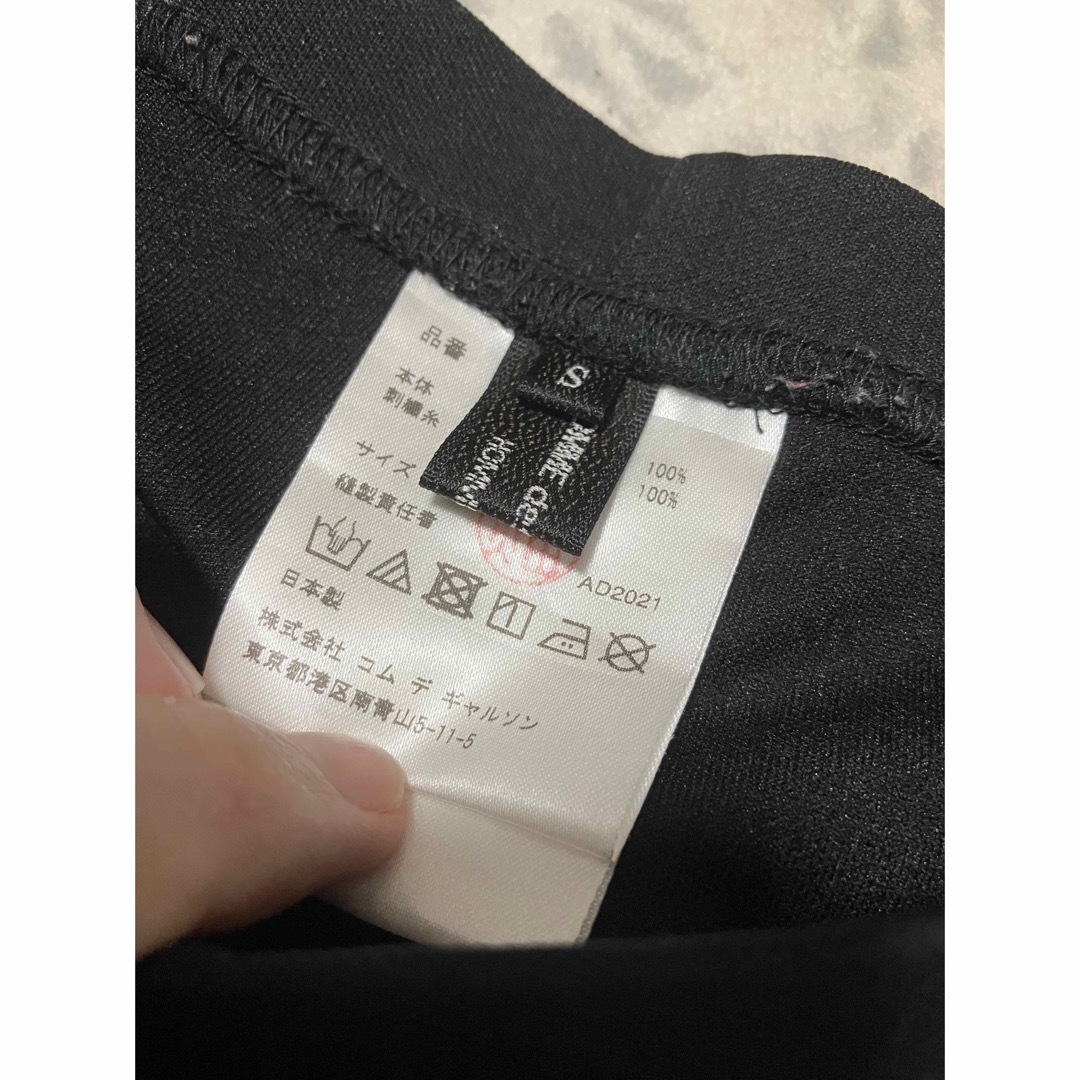 品番
本体 100%
刺繍糸 100%
サイズ
縫製責任者
AD2021
日本製
株式会社 コム デ ギャルソン
東京都港区南青山5-11-5
S